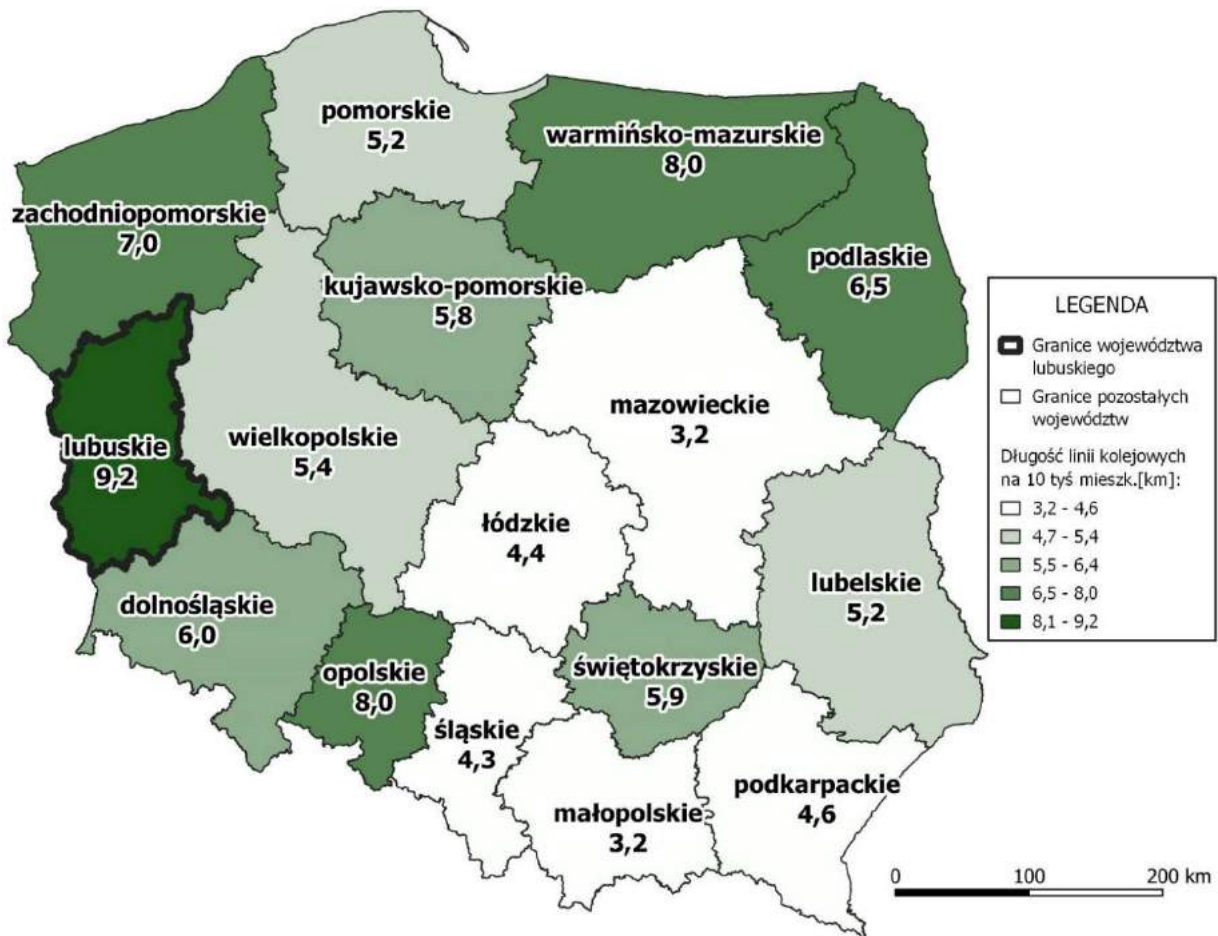 pomorskie
5,2
warmińsko-mazurskie
8,0
zachodniopomorskie
7,0
podlaskie
6,5
kujawsko-pomorskie
5,8
mazowieckie
3,2
lubuskie
9,2
wielkopolskie
5,4
łódzkie
4,4
lubelskie
5,2
dolnośląskie
6,0
opolskie
8,0
świętokrzyskie
5,9
śląskie
4,3
małopolskie
3,2
podkarpackie
4,6
LEGENDA
Granice województwa
lubuskiego
Granice pozostałych
województw
Długość linii kolejowych
na 10 tyś mieszk.[km]:
3,2 - 4,6
4,7 - 5,4
5,5 - 6,4
6,5 - 8,0
8,1 - 9,2
0 100 200 km